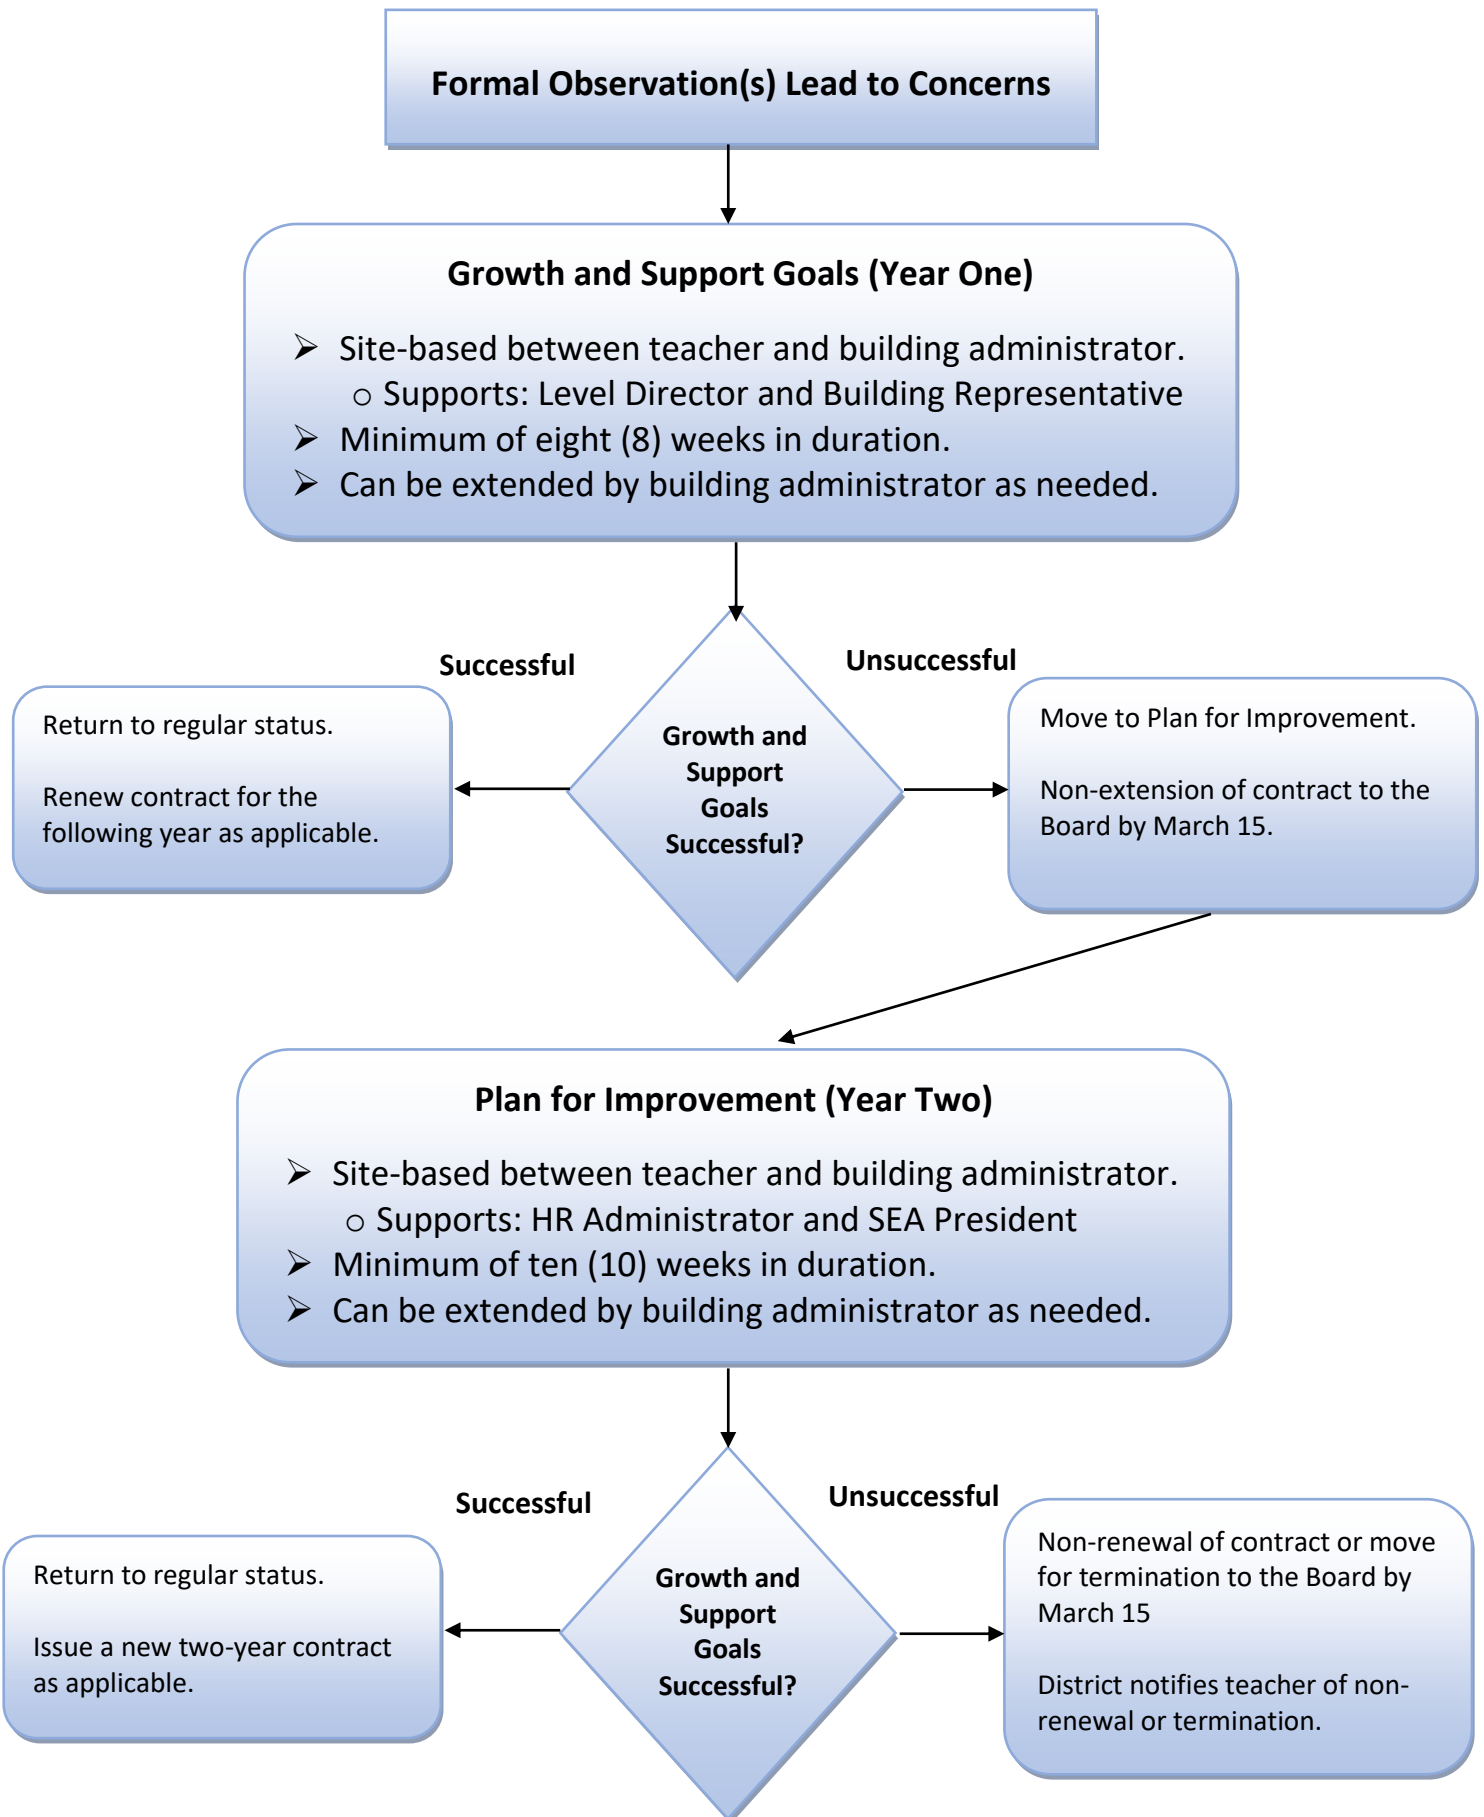 Formal Observation(s) Lead to Concerns
Growth and Support Goals (Year One)
➢ Site-based between teacher and building administrator.
o Supports: Level Director and Building Representative
➢ Minimum of eight (8) weeks in duration.
➢ Can be extended by building administrator as needed.
Successful
Unsuccessful
Return to regular status.
Renew contract for the
following year as applicable.
Growth and
Support
Goals
Successful?
Move to Plan for Improvement.
Non-extension of contract to the
Board by March 15.
Plan for Improvement (Year Two)
➢ Site-based between teacher and building administrator.
o Supports: HR Administrator and SEA President
➢ Minimum of ten (10) weeks in duration.
➢ Can be extended by building administrator as needed.
Successful
Unsuccessful
Return to regular status.
Issue a new two-year contract
as applicable.
Growth and
Support
Goals
Successful?
Non-renewal of contract or move
for termination to the Board by
March 15
District notifies teacher of non-
renewal or termination.